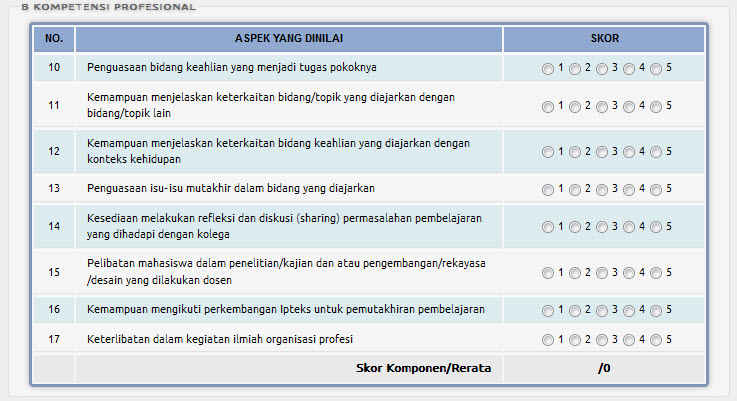 B KOMPETENSI PROFESIONAL
NO. ASPEK YANG DINILAI SKOR
10 Penguasaan bidang keahlian yang menjadi tugas pokoknya 1 2 3 4 5
11 Kemampuan menjelaskan keterkaitan bidang/topik yang diajarkan dengan
bidang/topik lain 1 2 3 4 5
12 Kemampuan menjelaskan keterkaitan bidang keahlian yang diajarkan dengan
konteks kehidupan 1 2 3 4 5
13 Penguasaan isu-isu mutakhir dalam bidang yang diajarkan 1 2 3 4 5
14 Kesediaan melakukan refleksi dan diskusi (sharing) permasalahan pembelajaran
yang dihadapi dengan kolega 1 2 3 4 5
15 Pelibatan mahasiswa dalam penelitian/kajian dan atau pengembangan/rekayasa
/desain yang dilakukan dosen 1 2 3 4 5
16 Kemampuan mengikuti perkembangan Ipteks untuk pemutakhiran pembelajaran 1 2 3 4 5
17 Keterlibatan dalam kegiatan ilmiah organisasi profesi 1 2 3 4 5
Skor Komponen/Rerata /0